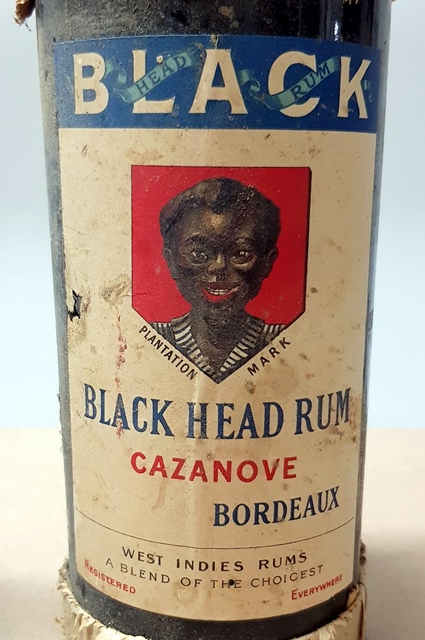 BLACK
HEAD RUM
PLANTATION MARK
BLACK HEAD RUM
CAZANOVE
BORDEAUX
WEST INDIES RUMS
A BLEND OF THE CHOICEST
REGISTERED EVERYWHERE